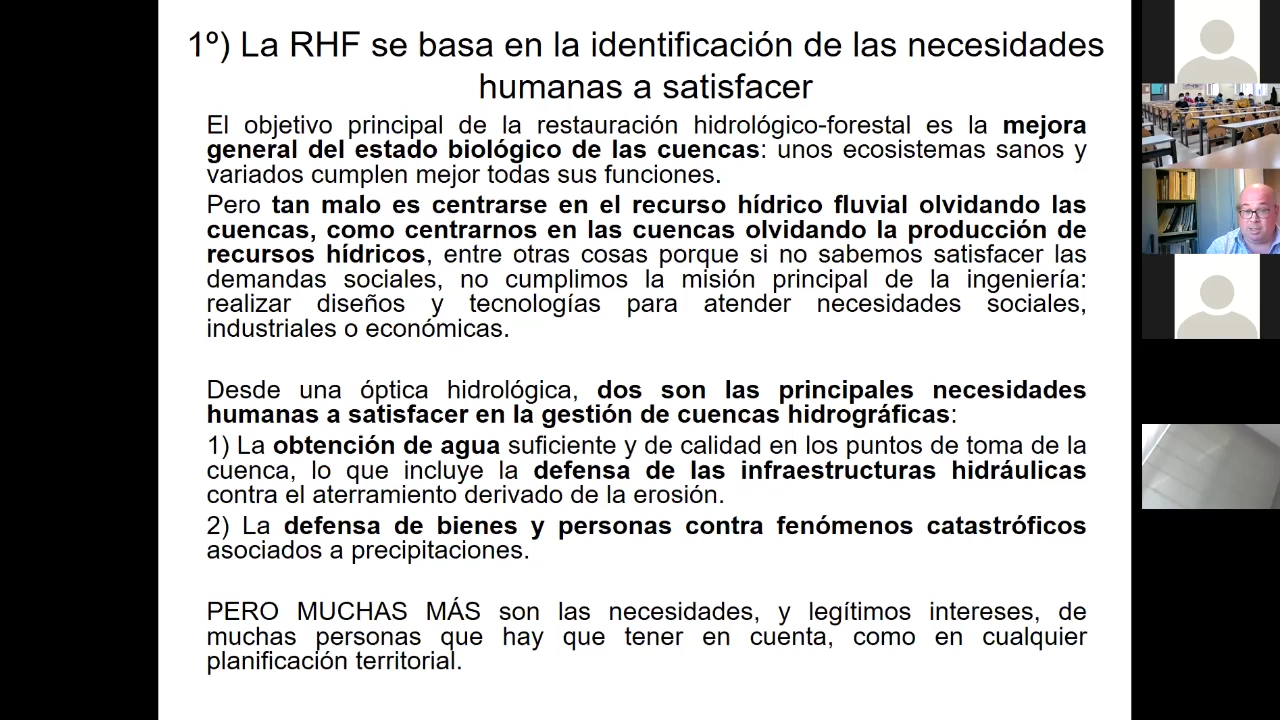 1º) La RHF se basa en la identificación de las necesidades
humanas a satisfacer
El objetivo principal de la restauración hidrológico-forestal es la mejora
general del estado biológico de las cuencas: unos ecosistemas sanos y
variados cumplen mejor todas sus funciones.
Pero tan malo es centrarse en el recurso hídrico fluvial olvidando las
cuencas, como centrarnos en las cuencas olvidando la producción de
recursos hídricos, entre otras cosas porque si no sabemos satisfacer las
demandas sociales, no cumplimos la misión principal de la ingeniería:
realizar diseños y tecnologías para atender necesidades sociales,
industriales o económicas.
Desde una óptica hidrológica, dos son las principales necesidades
humanas a satisfacer en la gestión de cuencas hidrográficas:
1) La obtención de agua suficiente y de calidad en los puntos de toma de la
cuenca, lo que incluye la defensa de las infraestructuras hidráulicas
contra el aterramiento derivado de la erosión.
2) La defensa de bienes y personas contra fenómenos catastróficos
asociados a precipitaciones.
PERO MUCHAS MÁS son las necesidades, y legítimos intereses, de
muchas personas que hay que tener en cuenta, como en cualquier
planificación territorial.